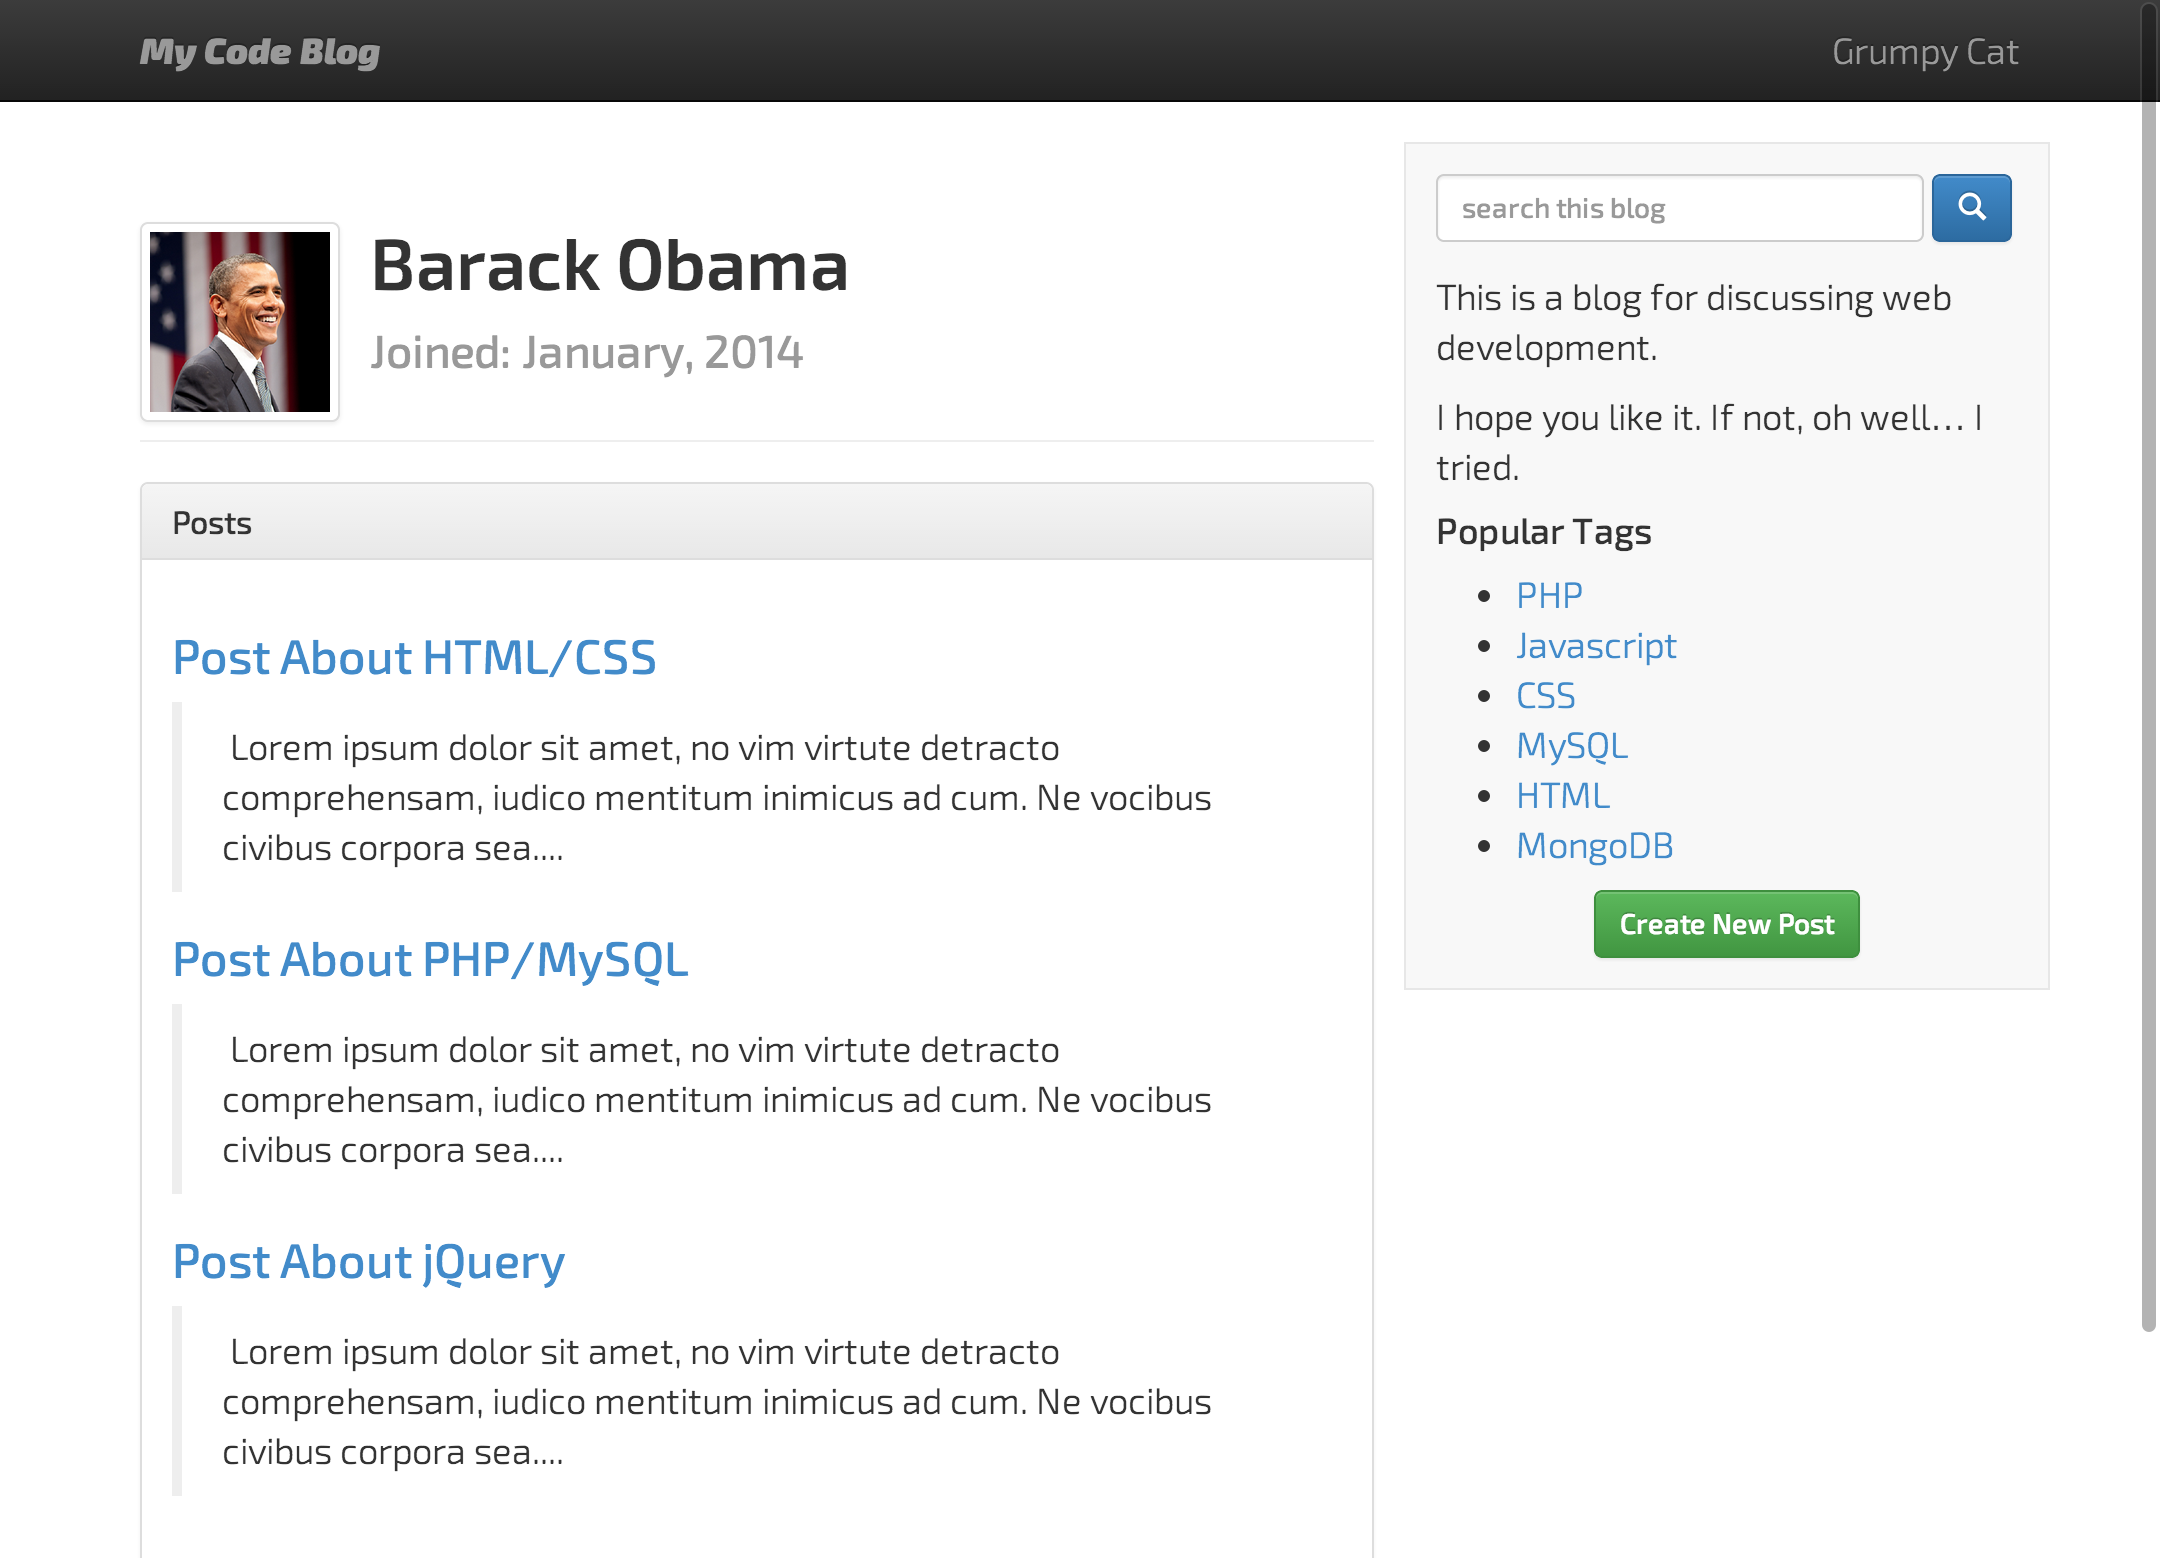 My Code Blog
Grumpy Cat
Barack Obama
Joined: January, 2014
Posts
Post About HTML/CSS
Lorem ipsum dolor sit amet, no vim virtute detracto
comprehensam, iudico mentitum inimicus ad cum. Ne vocibus
civibus corpora sea....
Post About PHP/MySQL
Lorem ipsum dolor sit amet, no vim virtute detracto
comprehensam, iudico mentitum inimicus ad cum. Ne vocibus
civibus corpora sea....
Post About jQuery
Lorem ipsum dolor sit amet, no vim virtute detracto
comprehensam, iudico mentitum inimicus ad cum. Ne vocibus
civibus corpora sea....
search this blog
This is a blog for discussing web
development.
I hope you like it. If not, oh well... I
tried.
Popular Tags
PHP
Javascript
CSS
MySQL
HTML
MongoDB
Create New Post